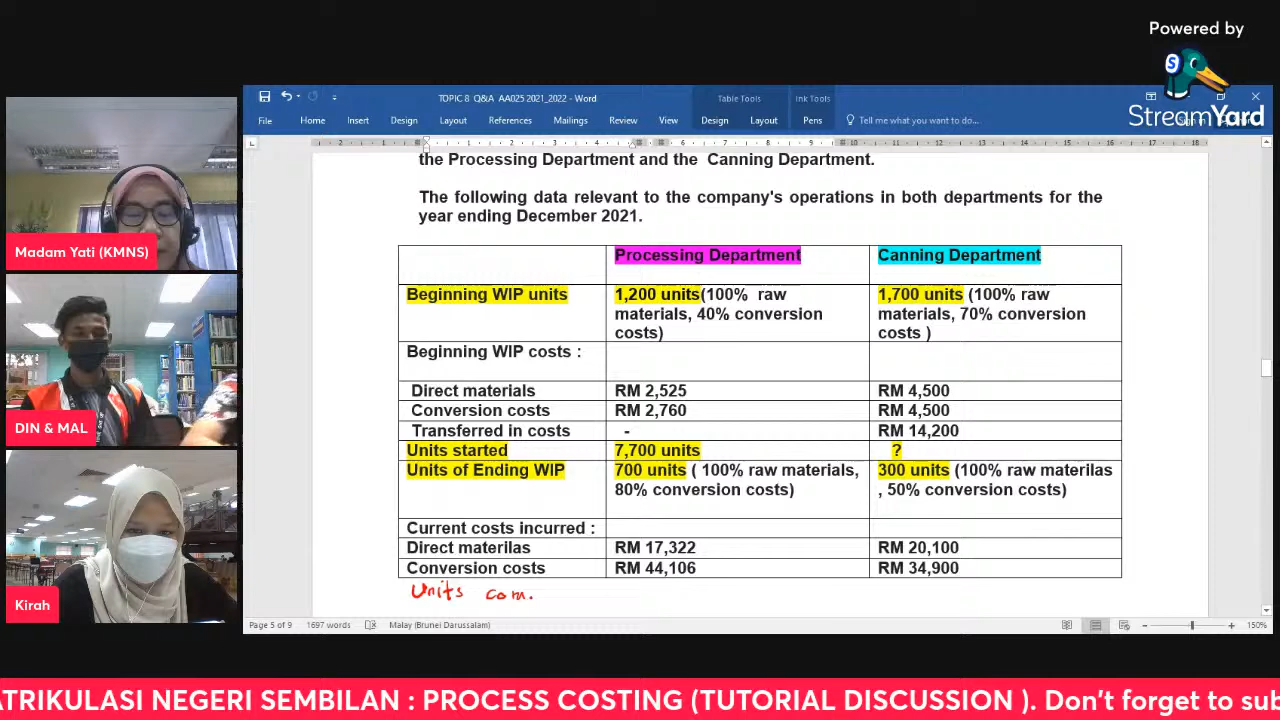 Powered by
StreamYard
TOPIC 8 Q&A AA025 2021_2022 - Word
Table Tools
Ink Tools
File Home Insert Design Layout References Mailings Review View Design Layout Pens Tell me what you want to do...
the Processing Department and the Canning Department.
The following data relevant to the company's operations in both departments for the
year ending December 2021.
Processing Department
Canning Department
Beginning WIP units
1,200 units(100% raw
materials, 40% conversion
costs)
1,700 units (100% raw
materials, 70% conversion
costs )
Beginning WIP costs :
Direct materials RM 2,525 RM 4,500
Conversion costs RM 2,760 RM 4,500
Transferred in costs - RM 14,200
Units started 7,700 units ?
Units of Ending WIP
700 units ( 100% raw materials,
80% conversion costs)
300 units (100% raw materilas
, 50% conversion costs)
Current costs incurred :
Direct materilas RM 17,322 RM 20,100
Conversion costs RM 44,106 RM 34,900
Units com.
Page 5 of 9 1697 words Malay (Brunei Darussalam) 150%
Madam Yati (KMNS)
DIN & MAL
Kirah
ATRIKULASI NEGERI SEMBILAN : PROCESS COSTING (TUTORIAL DISCUSSION ). Don't forget to sub